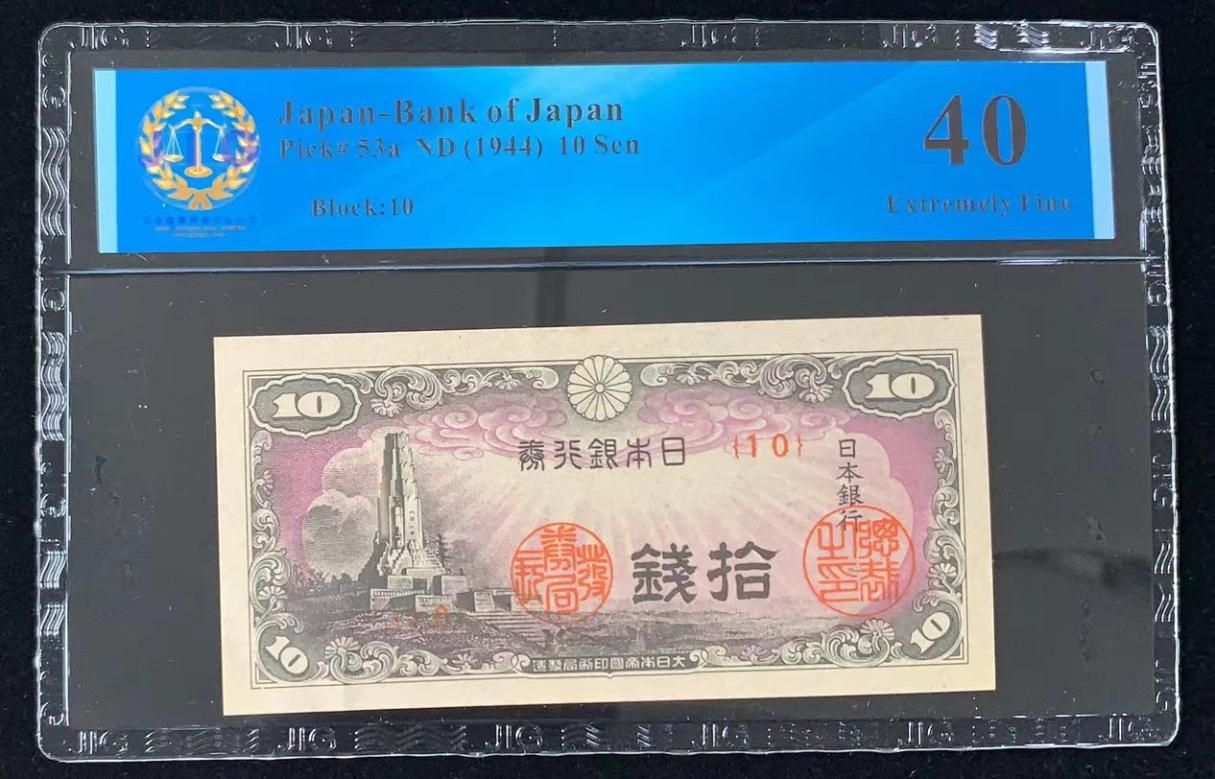 Japan-Bank of Japan
Pick# 53a ND (1944) 10 Sen
Block:10
40
Extremely Fine
10
10
券行銀本日
{10}
日本銀行
錢拾
10
10
造製局刷印國帝本日大